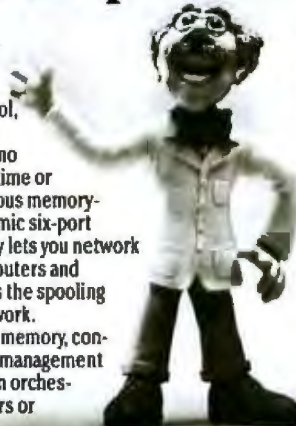 ol,
no
ime or
ous memory-
mic six-port
y lets you network
puters and
s the spooling
work.
memory, con-
management
n orches-
rs or